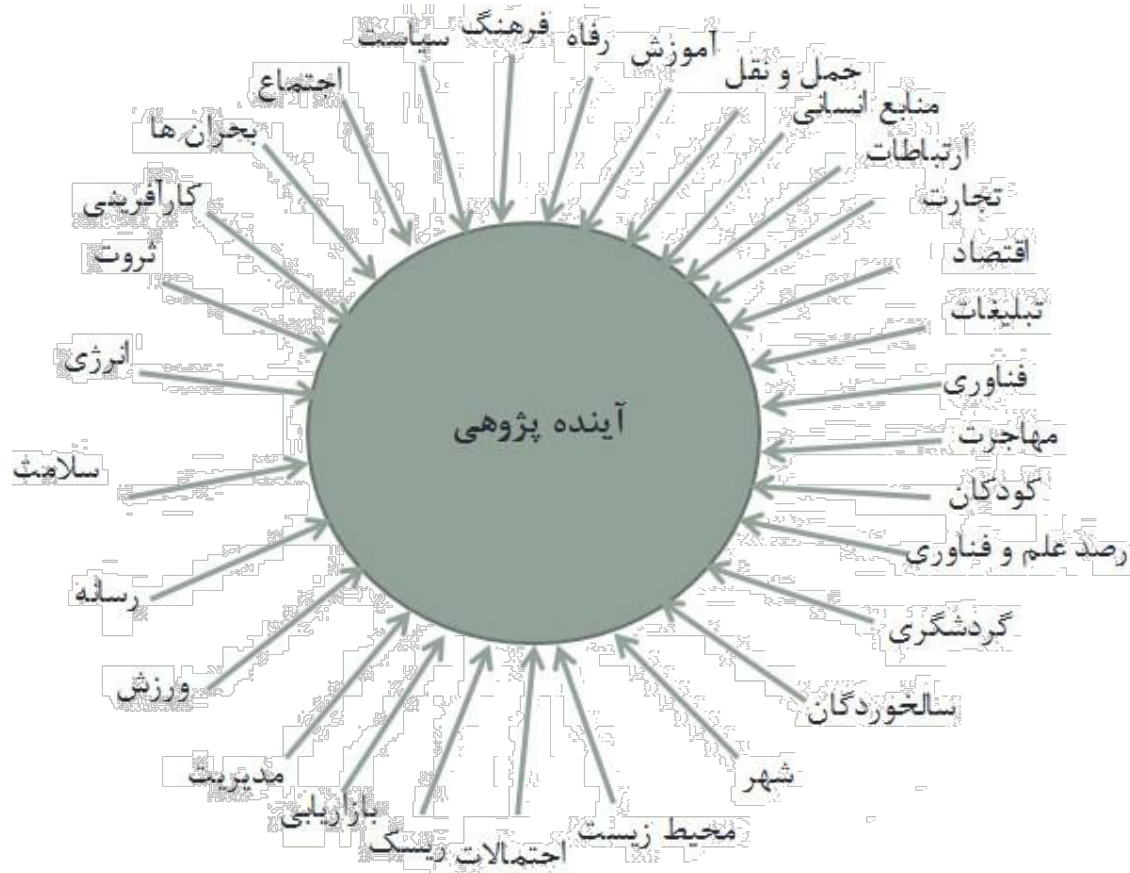 فرهنگ
رفاه
آموزش
حمل و نقل
منابع انسانی
ارتباطات
تجارت
اقتصاد
تبلیغات
فناوری
مهاجرت
کودکان
رصد علم و فناوری
گردشگری
سالخوردگان
شهر
محیط زیست
احتمالات
ریسک
بازاریابی
مدیریت
ورزش
رسانه
سلامت
انرژی
ثروت
کارآفرینی
بحران ها
اجتماع
سیاست
آینده پژوهی